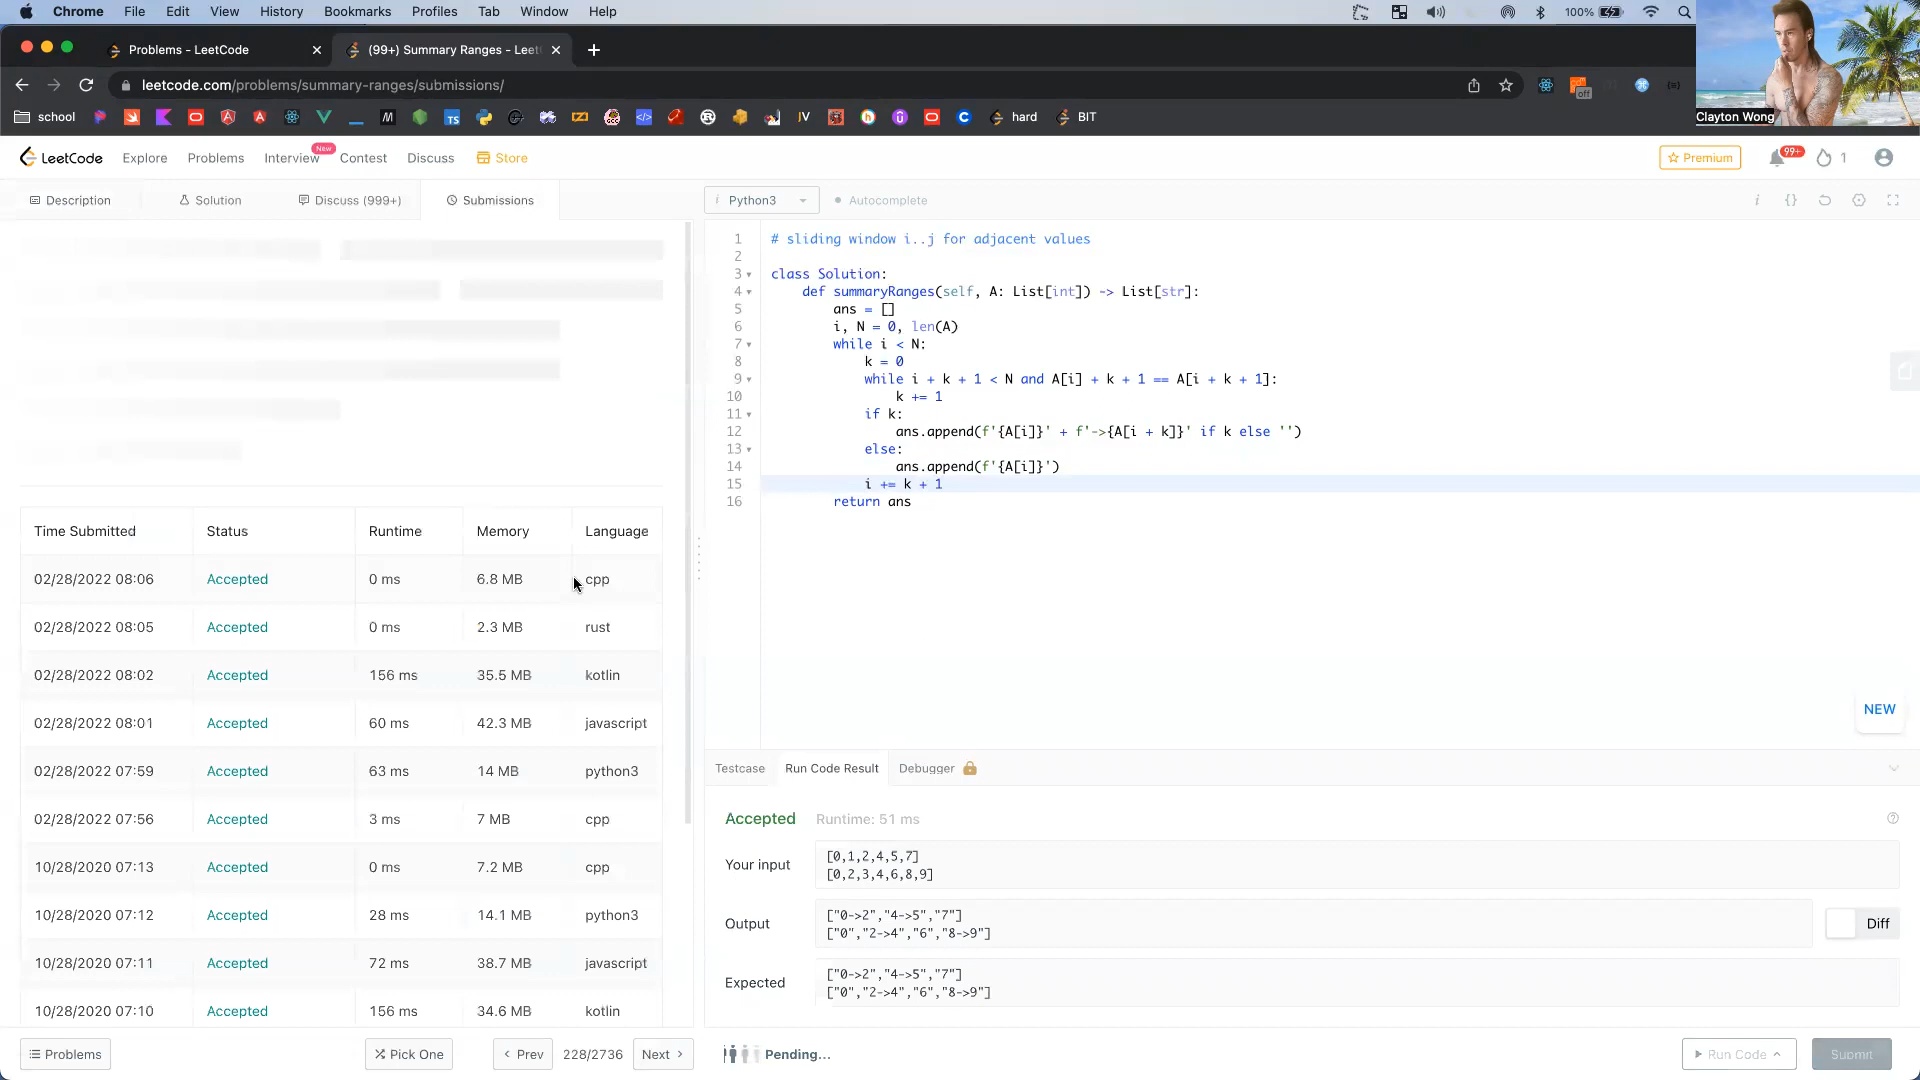 Chrome File Edit View History Bookmarks Profiles Tab Window Help 100%
Problems - LeetCode (99+) Summary Ranges - Leet
leetcode.com/problems/summary-ranges/submissions/ off
school M TS IV hard BIT
Clayton Wong
LeetCode Explore Problems Interview New Contest Discuss Store Premium 99+ 1
Description Solution Discuss (999+) Submissions
i Python3 Autocomplete i {}
1 # sliding window i..j for adjacent values
2
3 class Solution:
4 def summaryRanges(self, A: List[int]) -> List[str]:
5 ans = []
6 i, N = 0, len(A)
7 while i < N:
8 k = 0
9 while i + k + 1 < N and A[i] + k + 1 == A[i + k + 1]:
10 k += 1
11 if k:
12 ans.append(f'{A[i]}' + f'->{A[i + k]}' if k else '')
13 else:
14 ans.append(f'{A[i]}')
15 i += k + 1
16 return ans
Time Submitted Status Runtime Memory Language
02/28/2022 08:06 Accepted 0 ms 6.8 MB cpp
02/28/2022 08:05 Accepted 0 ms 2.3 MB rust
02/28/2022 08:02 Accepted 156 ms 35.5 MB kotlin
02/28/2022 08:01 Accepted 60 ms 42.3 MB javascript
02/28/2022 07:59 Accepted 63 ms 14 MB python3
02/28/2022 07:56 Accepted 3 ms 7 MB cpp
10/28/2020 07:13 Accepted 0 ms 7.2 MB cpp
10/28/2020 07:12 Accepted 28 ms 14.1 MB python3
10/28/2020 07:11 Accepted 72 ms 38.7 MB javascript
10/28/2020 07:10 Accepted 156 ms 34.6 MB kotlin
NEW
Testcase Run Code Result Debugger
Accepted Runtime: 51 ms
Your input
[0,1,2,4,5,7]
[0,2,3,4,6,8,9]
Output
["0->2","4->5","7"]
["0","2->4","6","8->9"]
Diff
Expected
["0->2","4->5","7"]
["0","2->4","6","8->9"]
Problems Pick One Prev 228/2736 Next Pending... Run Code Submit